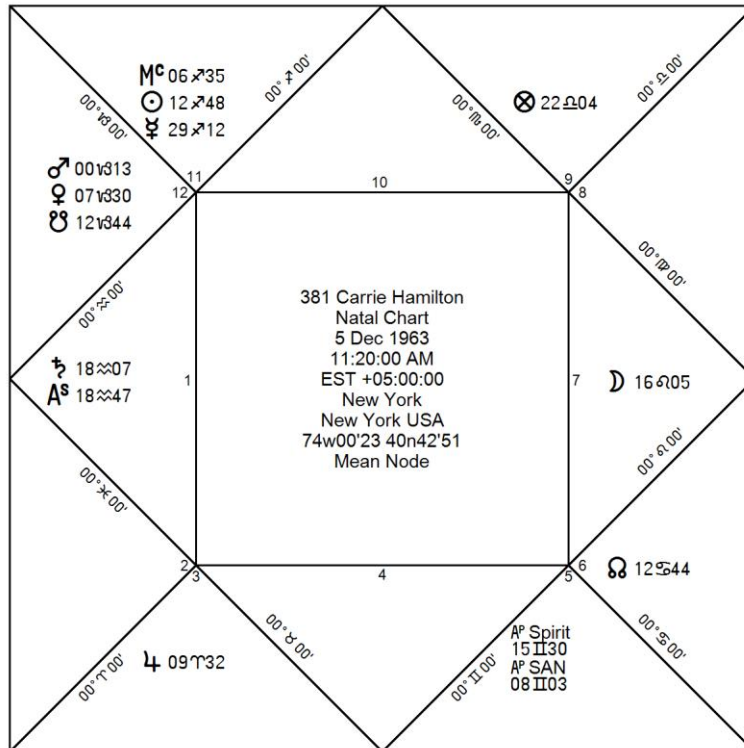 Mᶜ 06♐35
☉ 12♐48
☿ 29♐12
00°♐00'
00°♑00'
00°♏00'
⊗ 22♎04
00°♎00'
♂ 00♑13
♀ 07♑30
☋ 12♑44
11
12
10
9
8
00°♒00'
00°♍00'
381 Carrie Hamilton
Natal Chart
5 Dec 1963
11:20:00 AM
EST +05:00:00
New York
New York USA
74w00'23 40n42'51
Mean Node
♄ 18♒07
Aˢ 18♒47
1
7
☽ 16♌05
00°♓00'
00°♌00'
2
3
4
5
6
☊ 12♋44
♃ 09♈32
00°♈00'
00°♉00'
00°♊00'
Aᴾ Spirit
15♊30
Aᴾ SAN
08♊03
00°♋00'